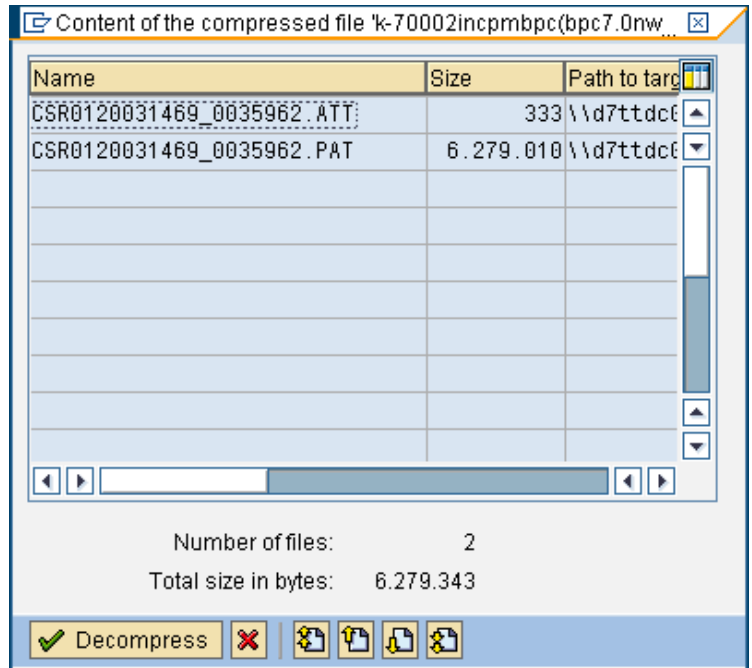 Content of the compressed file 'k-70002incpmbpc(bpc7.0nw...
Name Size Path to targ
CSR0120031469_0035962.ATT 333 \\d7ttdc
CSR0120031469_0035962.PAT 6.279.010 \\d7ttdc
Number of files: 2
Total size in bytes: 6.279.343
Decompress